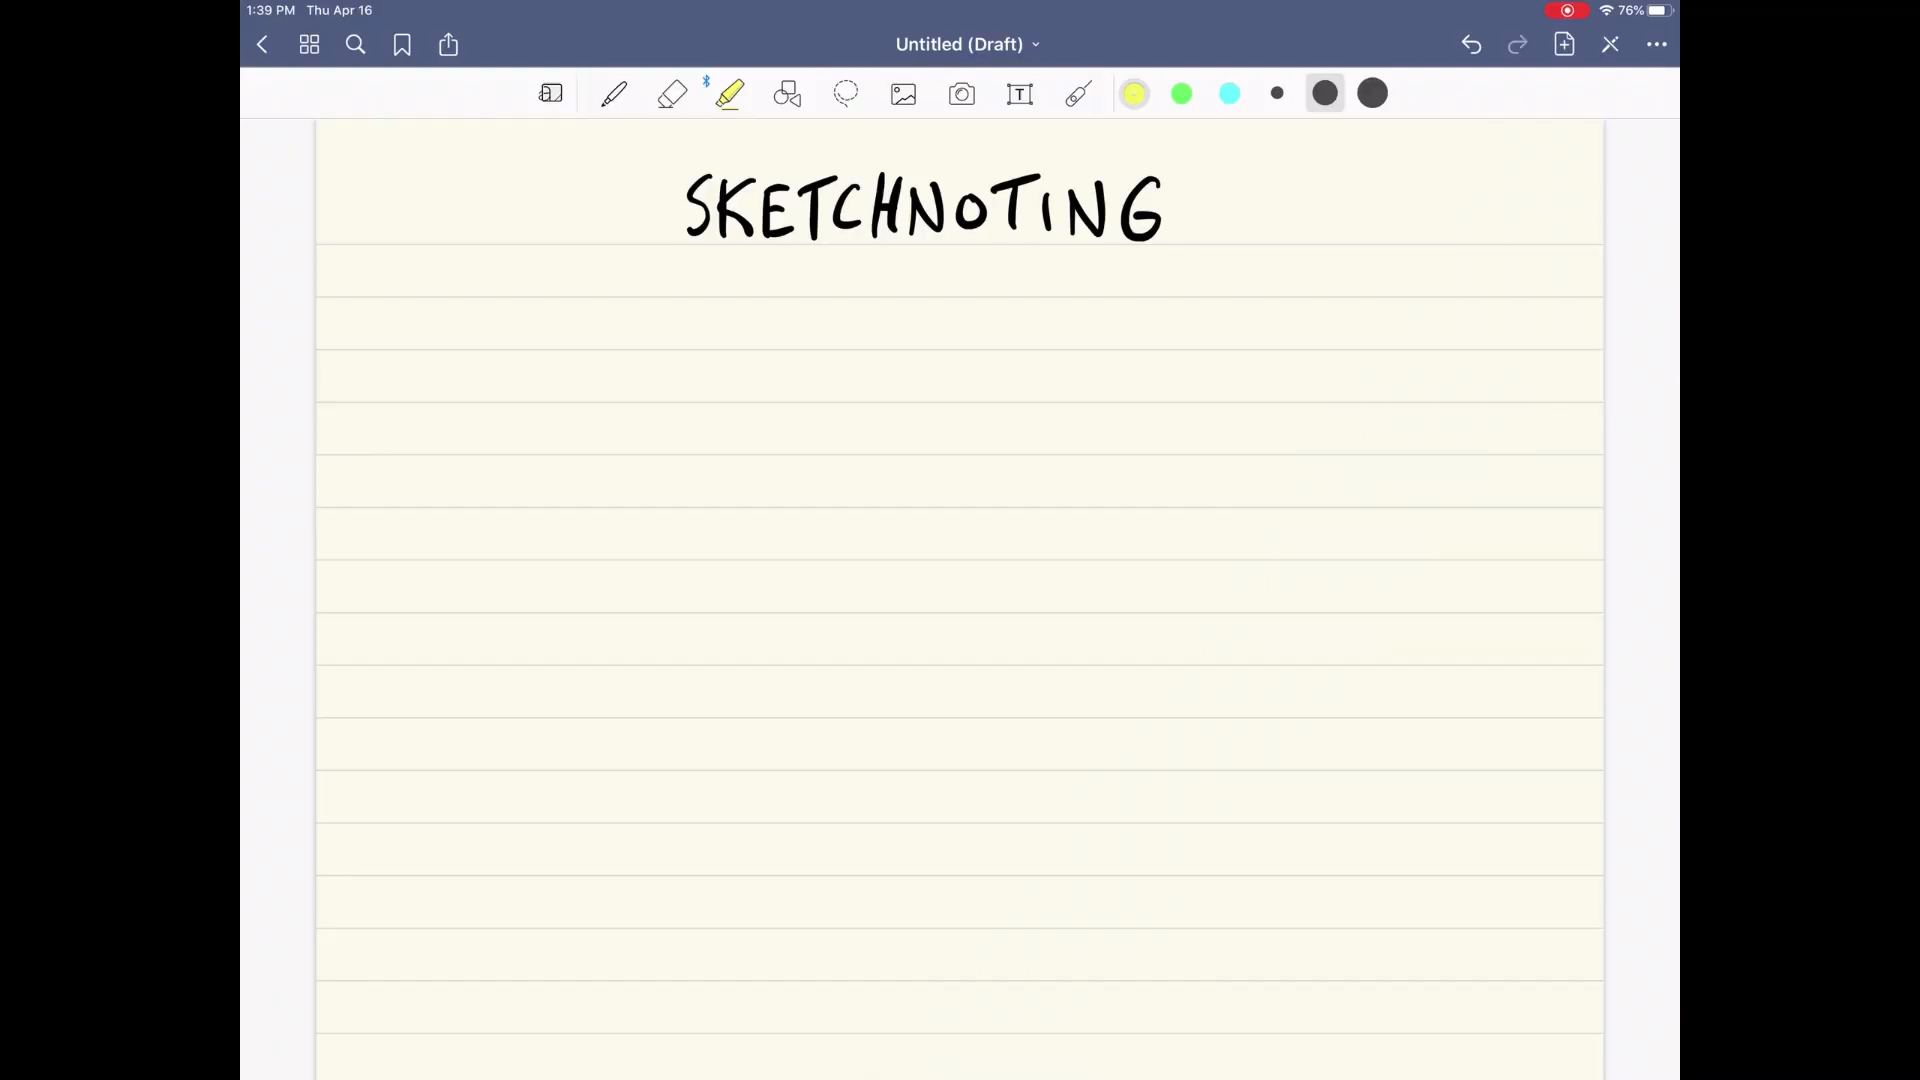 1:39 PM Thu Apr 16 76%
Untitled (Draft)
T
SKETCHNOTING